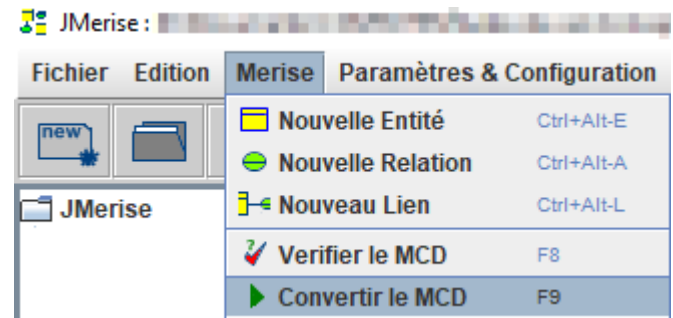 JMerise :
Fichier Edition Merise Paramètres & Configuration
new
Nouvelle Entité Ctrl+Alt-E
Nouvelle Relation Ctrl+Alt-A
JMerise
Nouveau Lien Ctrl+Alt-L
Verifier le MCD F8
Convertir le MCD F9